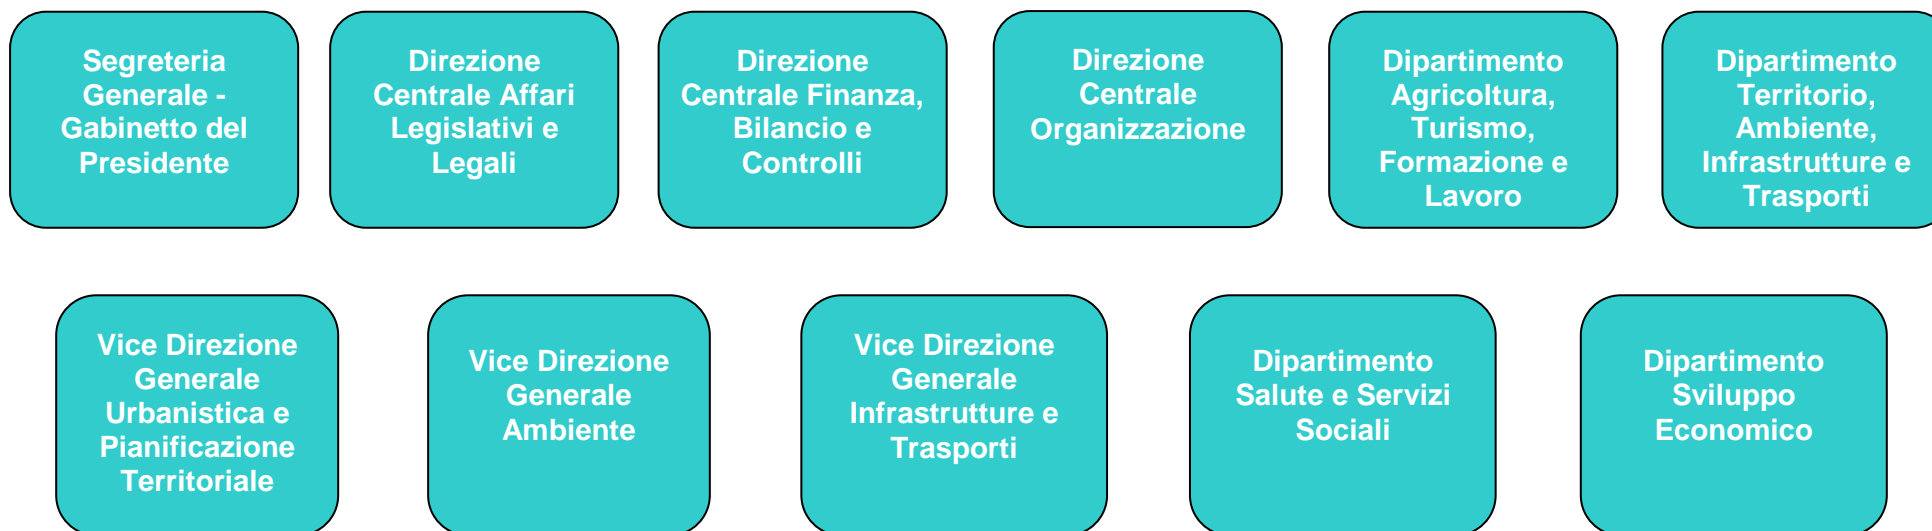 Segreteria
Generale -
Gabinetto del
Presidente
Direzione
Centrale Affari
Legislativi e
Legali
Direzione
Centrale Finanza,
Bilancio e
Controlli
Direzione
Centrale
Organizzazione
Dipartimento
Agricoltura,
Turismo,
Formazione e
Lavoro
Dipartimento
Territorio,
Ambiente,
Infrastrutture e
Trasporti
Vice Direzione
Generale
Urbanistica e
Pianificazione
Territoriale
Vice Direzione
Generale
Ambiente
Vice Direzione
Generale
Infrastrutture e
Trasporti
Dipartimento
Salute e Servizi
Sociali
Dipartimento
Sviluppo
Economico